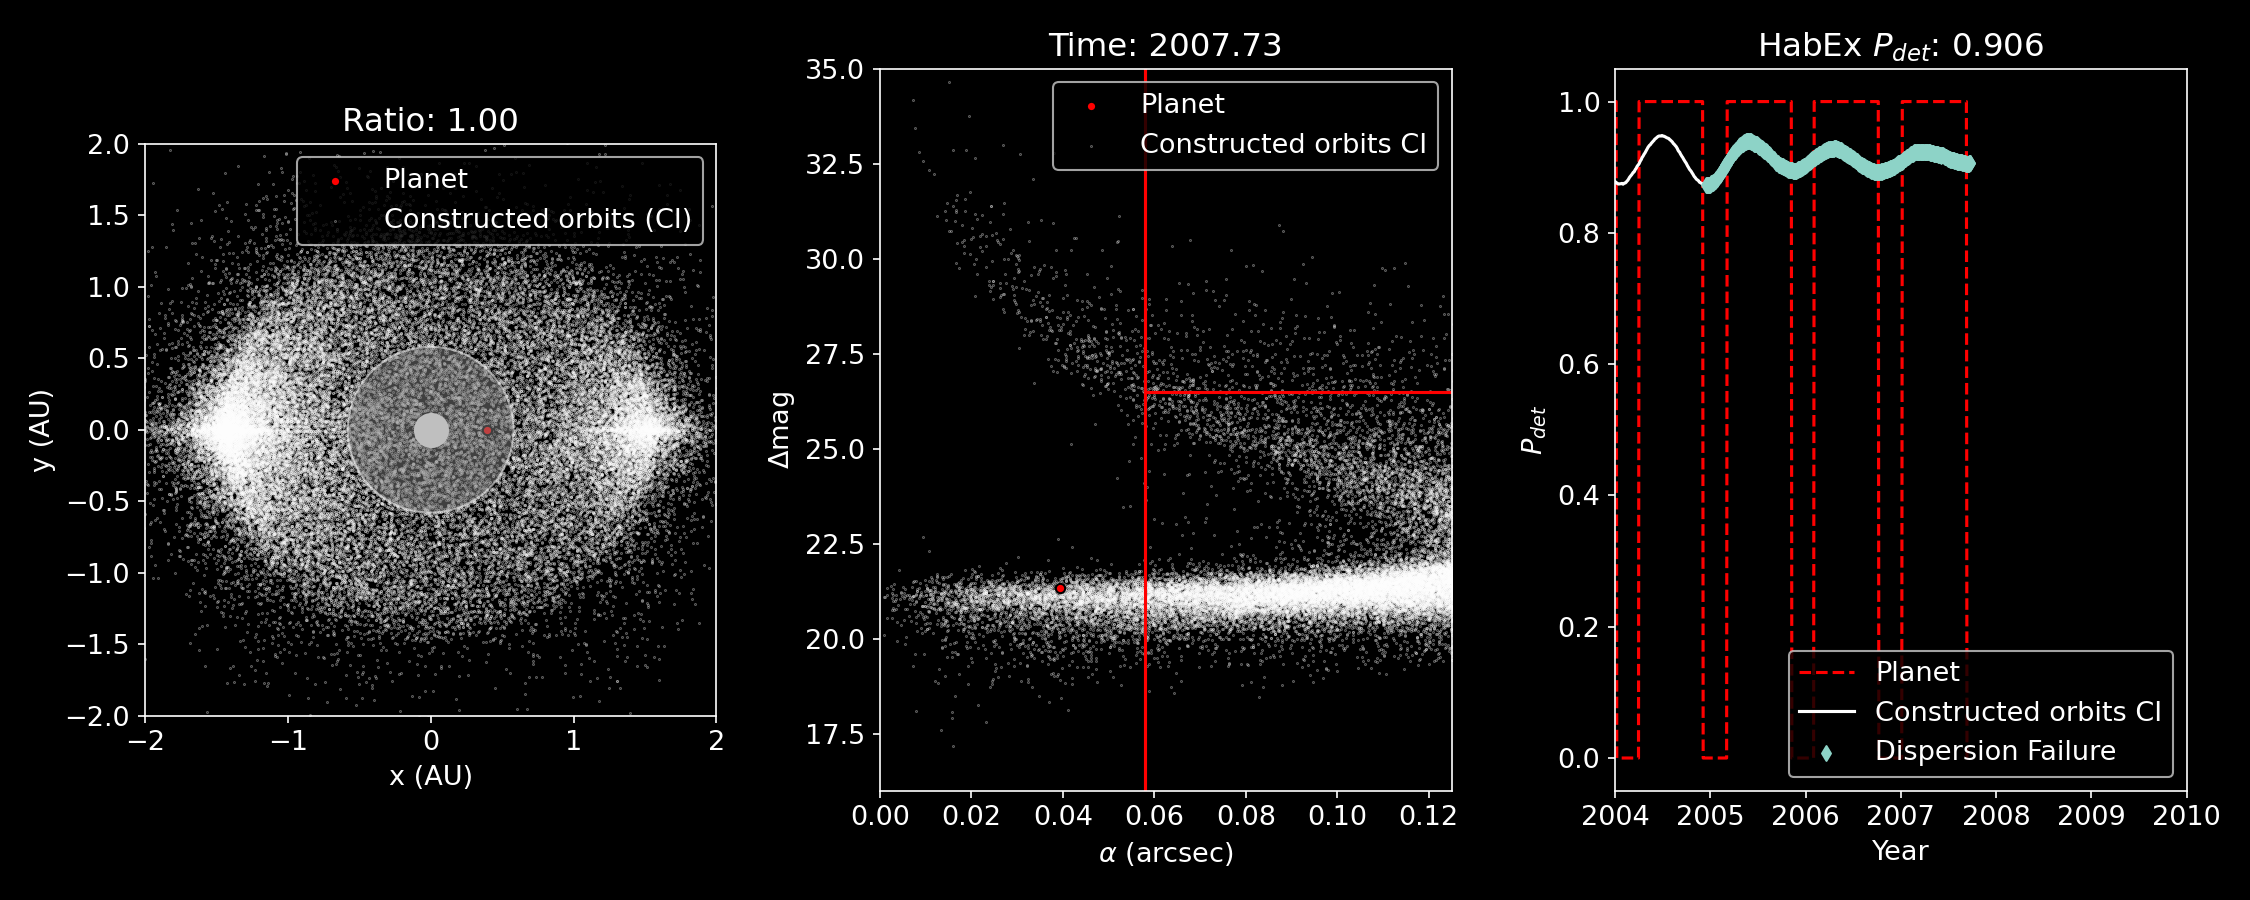 Ratio: 1.00
Planet
Constructed orbits (CI)
2.0
1.5
1.0
0.5
0.0
−0.5
−1.0
−1.5
−2.0
y (AU)
−2 −1 0 1 2
x (AU)
Time: 2007.73
Planet
Constructed orbits CI
35.0
32.5
30.0
27.5
25.0
22.5
20.0
17.5
Δmag
0.00 0.02 0.04 0.06 0.08 0.10 0.12
α (arcsec)
HabEx Pdet: 0.906
1.0
0.8
0.6
0.4
0.2
0.0
Pdet
Planet
Constructed orbits CI
Dispersion Failure
2004 2005 2006 2007 2008 2009 2010
Year